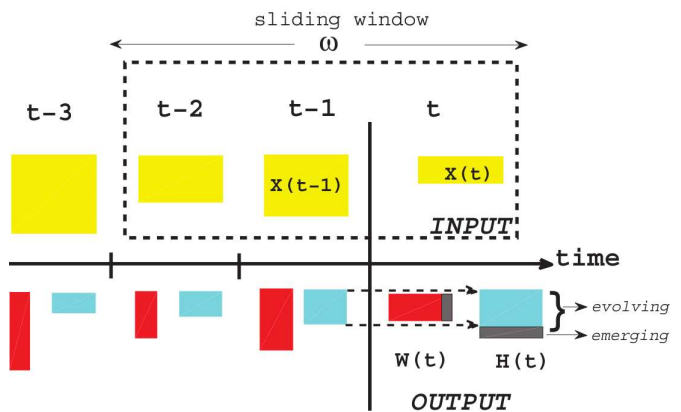 sliding window
ω
t-3
t-2
t-1
t
X(t-1)
X(t)
INPUT
time
evolving
emerging
W(t)
H(t)
OUTPUT